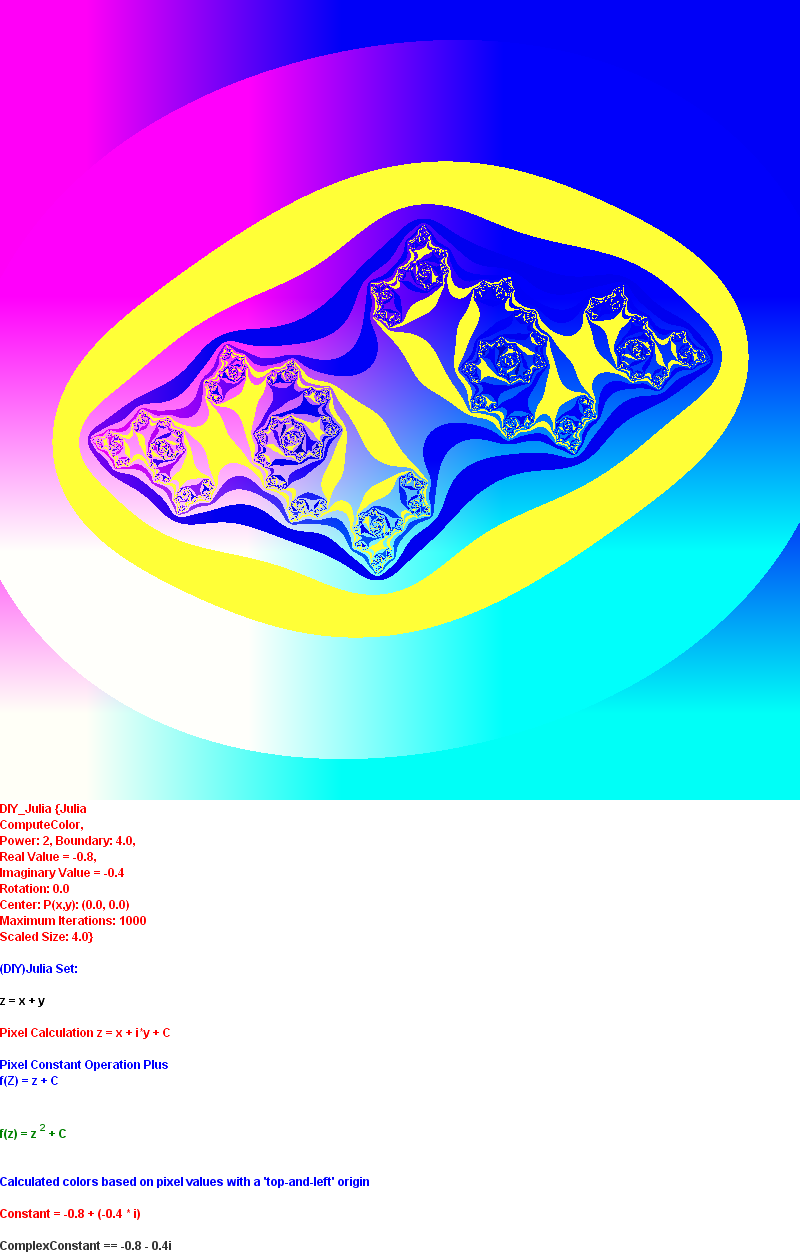 DIY_Julia {Julia
ComputeColor,
Power: 2, Boundary: 4.0,
Real Value = -0.8,
Imaginary Value = -0.4
Rotation: 0.0
Center: P(x,y): (0.0, 0.0)
Maximum Iterations: 1000
Scaled Size: 4.0}
(DIY)Julia Set:
z = x + y
Pixel Calculation z = x + i*y + C
Pixel Constant Operation Plus
f(Z) = z + C
f(z) = z 2 + C
Calculated colors based on pixel values with a 'top-and-left' origin
Constant = -0.8 + (-0.4 * i)
ComplexConstant == -0.8 - 0.4i